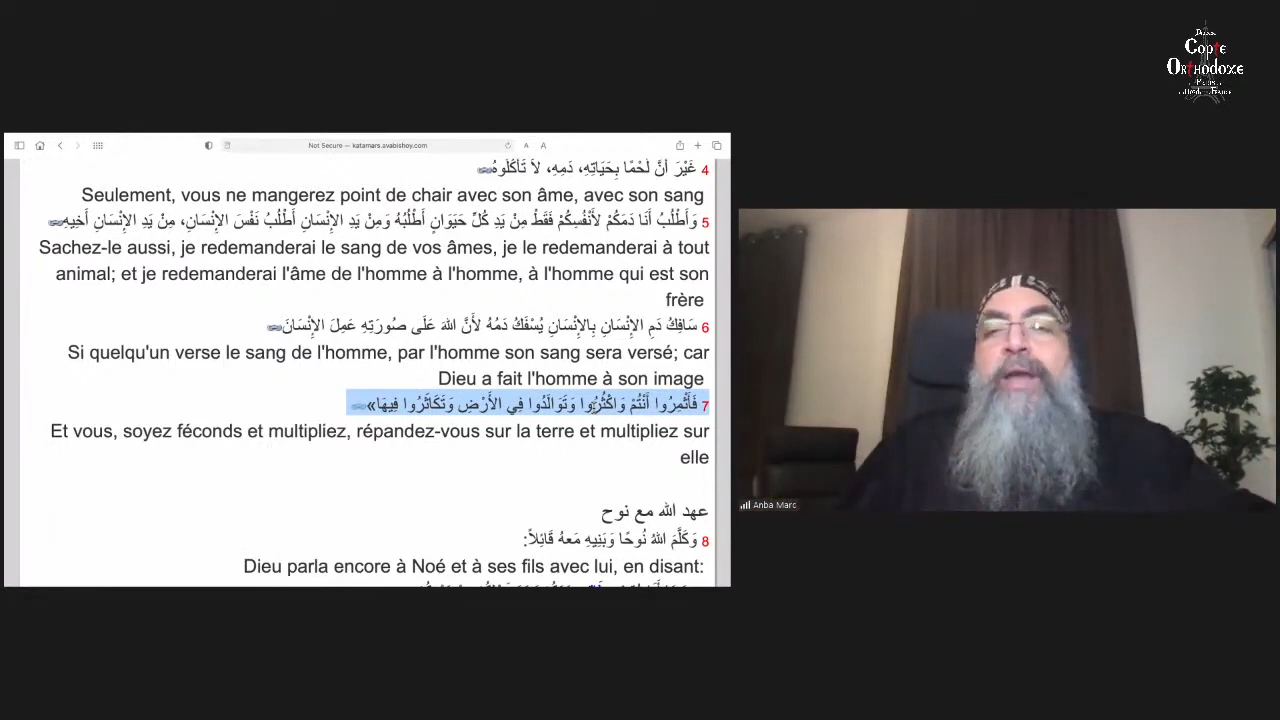 Copte
Orthodoxe
Not Secure — katamars.avabishoy.com
A A
4 غَيْرَ أَنَّ لَحْمًا بِحَيَاتِهِ، دَمِهِ، لاَ تَأْكُلُوهُ
Seulement, vous ne mangerez point de chair avec son âme, avec son sang
5 وَأَطْلُبُ أَنَا دَمَكُمْ لأَنْفُسِكُمْ فَقَطْ مِنْ يَدِ كُلِّ حَيَوَانٍ أَطْلُبُهُ وَمِنْ يَدِ الإِنْسَانِ أَطْلُبُ نَفْسَ الإِنْسَانِ، مِنْ يَدِ الإِنْسَانِ أَخِيهِ
Sachez-le aussi, je redemanderai le sang de vos âmes, je le redemanderai à tout
animal; et je redemanderai l'âme de l'homme à l'homme, à l'homme qui est son
frère
6 سَافِكُ دَمِ الإِنْسَانِ بِالإِنْسَانِ يُسْفَكُ دَمُهُ لأَنَّ اللهَ عَلَى صُورَتِهِ عَمِلَ الإِنْسَانَ
Si quelqu'un verse le sang de l'homme, par l'homme son sang sera versé; car
Dieu a fait l'homme à son image
7 فَأَثْمِرُوا أَنْتُمْ وَاكْثُرُوا وَتَوَالَدُوا فِي الأَرْضِ وَتَكَاثَرُوا فِيهَا»
Et vous, soyez féconds et multipliez, répandez-vous sur la terre et multipliez sur
elle
عهد الله مع نوح
8 وَكَلَّمَ اللهُ نُوحًا وَبَنِيهِ مَعهُ قَائِلاً:
Dieu parla encore à Noé et à ses fils avec lui, en disant:
Anba Marc